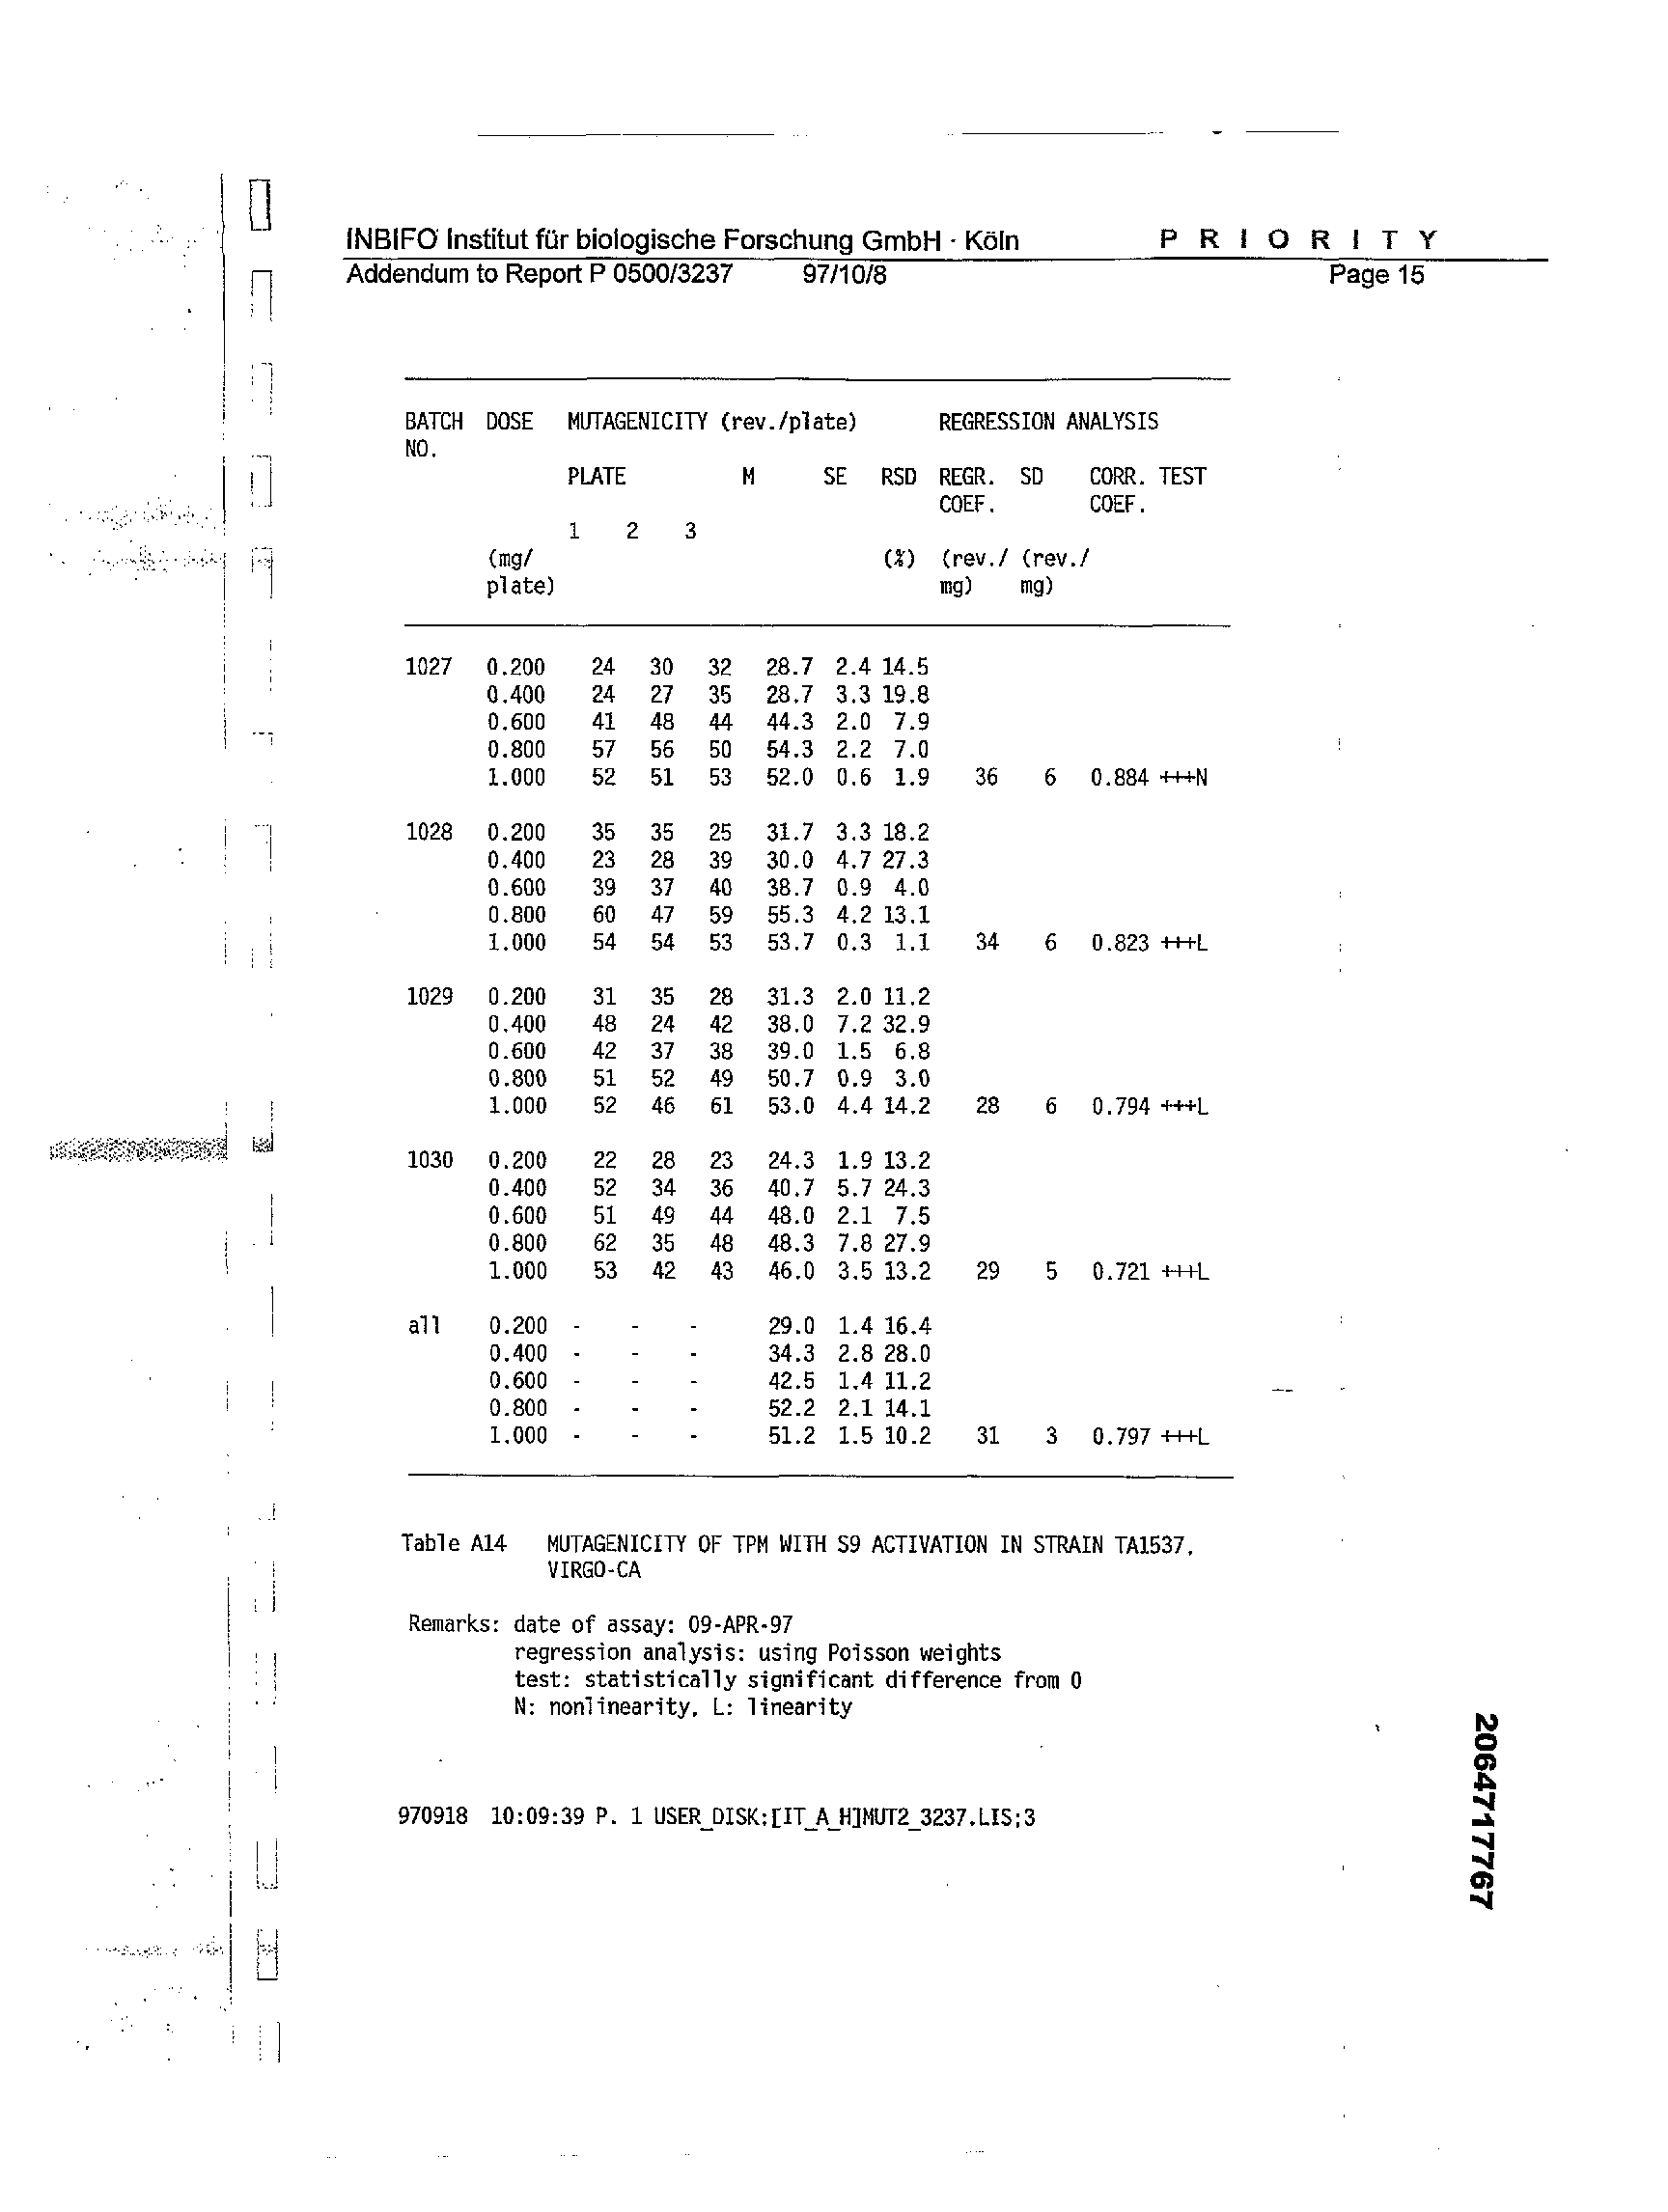 INBIFO Institut für biologische Forschung GmbH · Köln P R I O R I T Y
Addendum to Report P 0500/3237 97/10/8 Page 15
BATCH DOSE MUTAGENICITY (rev./plate) REGRESSION ANALYSIS
NO.
PLATE M SE RSD REGR. SD CORR. TEST
COEF. COEF.
1 2 3
(mg/ (%) (rev./ (rev./
plate) mg) mg)
1027 0.200 24 30 32 28.7 2.4 14.5
0.400 24 27 35 28.7 3.3 19.8
0.600 41 48 44 44.3 2.0 7.9
0.800 57 56 50 54.3 2.2 7.0
1.000 52 51 53 52.0 0.6 1.9 36 6 0.884 +++N
1028 0.200 35 35 25 31.7 3.3 18.2
0.400 23 28 39 30.0 4.7 27.3
0.600 39 37 40 38.7 0.9 4.0
0.800 60 47 59 55.3 4.2 13.1
1.000 54 54 53 53.7 0.3 1.1 34 6 0.823 +++L
1029 0.200 31 35 28 31.3 2.0 11.2
0.400 48 24 42 38.0 7.2 32.9
0.600 42 37 38 39.0 1.5 6.8
0.800 51 52 49 50.7 0.9 3.0
1.000 52 46 61 53.0 4.4 14.2 28 6 0.794 +++L
1030 0.200 22 28 23 24.3 1.9 13.2
0.400 52 34 36 40.7 5.7 24.3
0.600 51 49 44 48.0 2.1 7.5
0.800 62 35 48 48.3 7.8 27.9
1.000 53 42 43 46.0 3.5 13.2 29 5 0.721 +++L
all 0.200 - - - 29.0 1.4 16.4
0.400 - - - 34.3 2.8 28.0
0.600 - - - 42.5 1.4 11.2
0.800 - - - 52.2 2.1 14.1
1.000 - - - 51.2 1.5 10.2 31 3 0.797 +++L
Table A14 MUTAGENICITY OF TPM WITH S9 ACTIVATION IN STRAIN TA1537,
VIRGO-CA
Remarks: date of assay: 09-APR-97
regression analysis: using Poisson weights
test: statistically significant difference from 0
N: nonlinearity, L: linearity
970918 10:09:39 P. 1 USER_DISK:[IT_A_H]MUT2_3237.LIS;3
2064717767